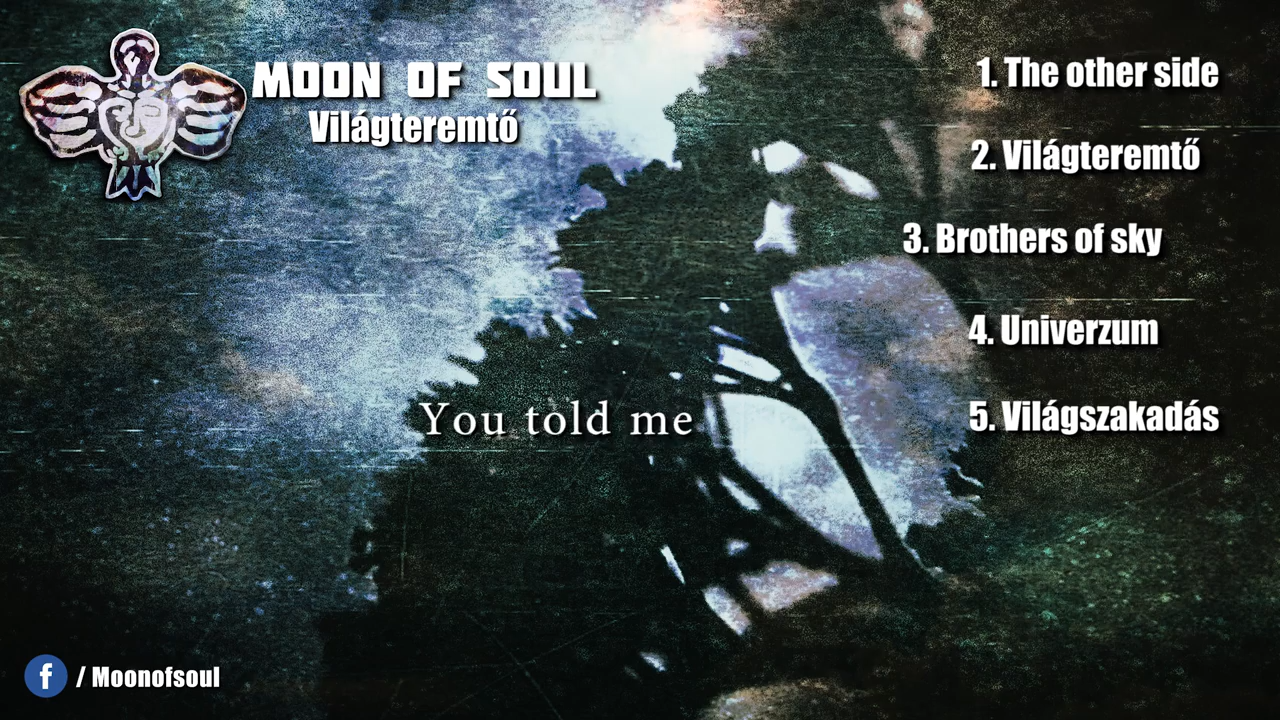 MOON OF SOUL
Világteremtő
1. The other side
2. Világteremtő
3. Brothers of sky
4. Univerzum
5. Világszakadás
You told me
f / Moonofsoul